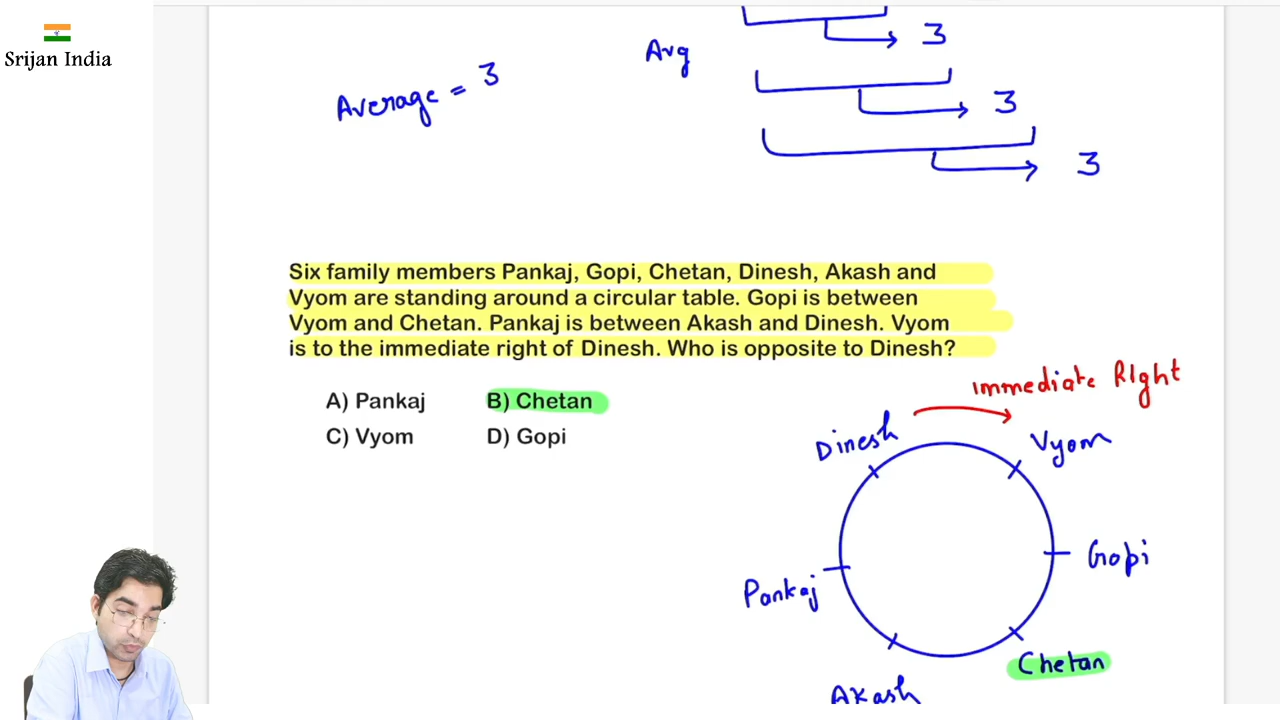 Srijan India
3
Avg
Average = 3
3
3
Six family members Pankaj, Gopi, Chetan, Dinesh, Akash and
Vyom are standing around a circular table. Gopi is between
Vyom and Chetan. Pankaj is between Akash and Dinesh. Vyom
is to the immediate right of Dinesh. Who is opposite to Dinesh?
A) Pankaj B) Chetan
C) Vyom D) Gopi
Immediate RIght
Dinesh
Vyom
Gopi
Pankaj
Chetan
Akash